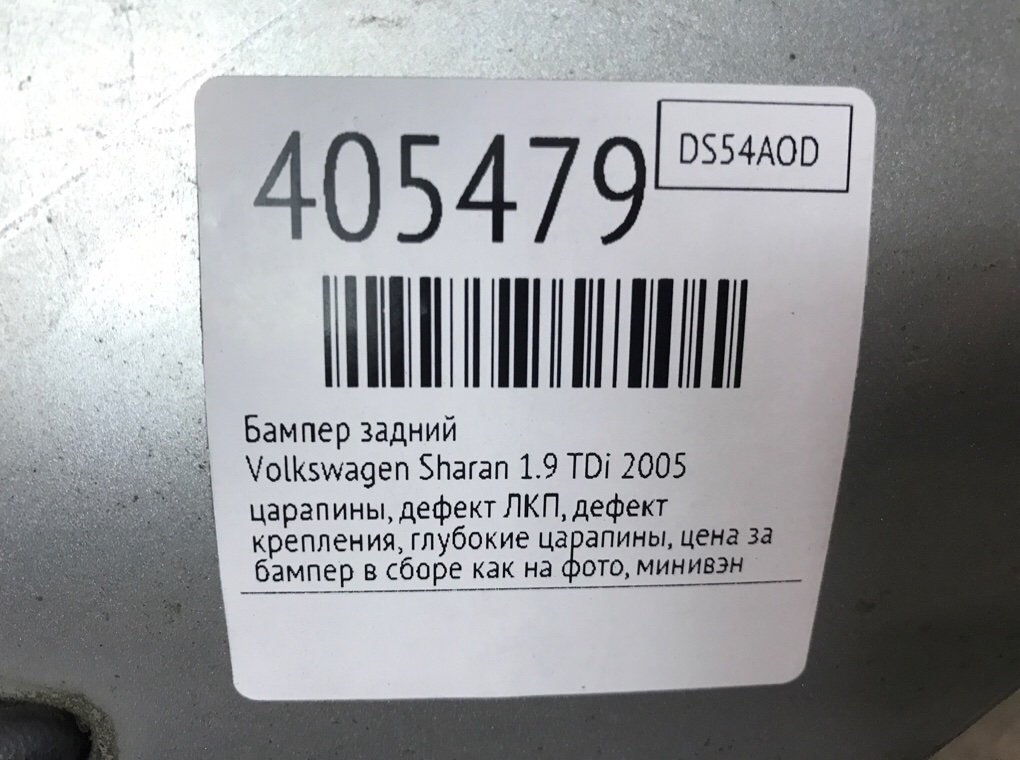 405479
DS54AOD
Бампер задний
Volkswagen Sharan 1.9 TDi 2005
царапины, дефект ЛКП, дефект
крепления, глубокие царапины, цена за
бампер в сборе как на фото, минивэн